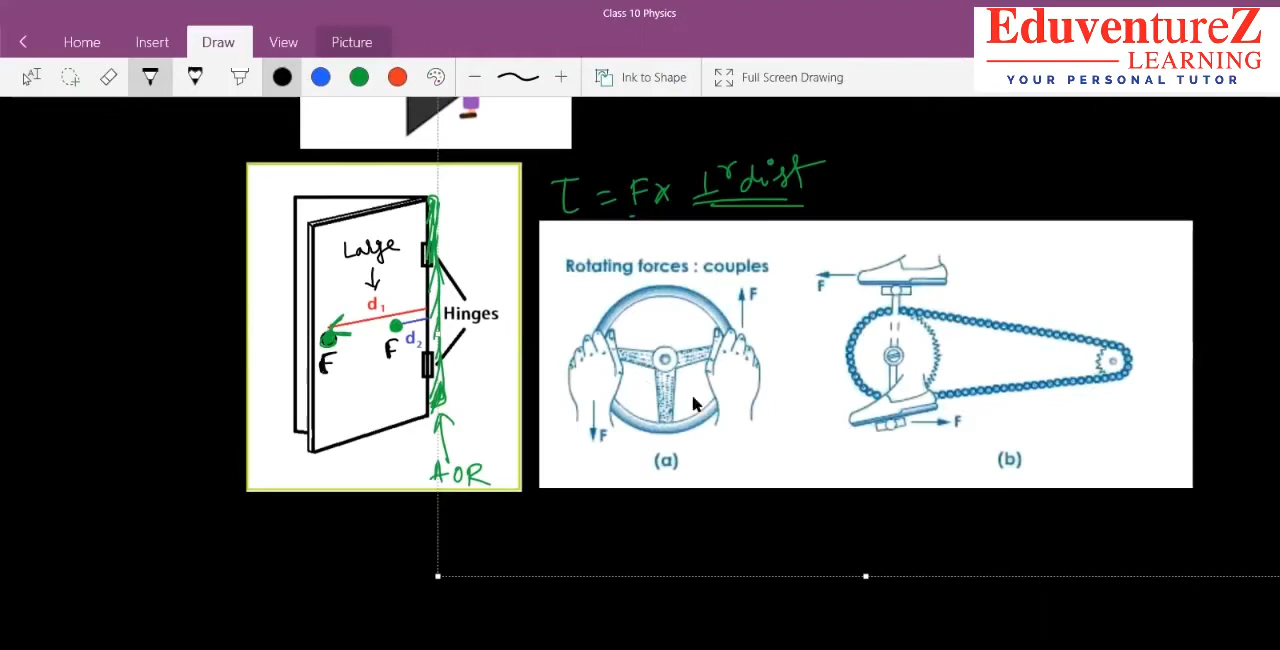 Class 10 Physics
EduventureZ
LEARNING
YOUR PERSONAL TUTOR
Home Insert Draw View Picture
Ink to Shape Full Screen Drawing
τ = F x ⊥r dist
Large
d1
Hinges
F
F
d2
AOR
Rotating forces : couples
F
F
(a)
F
F
(b)